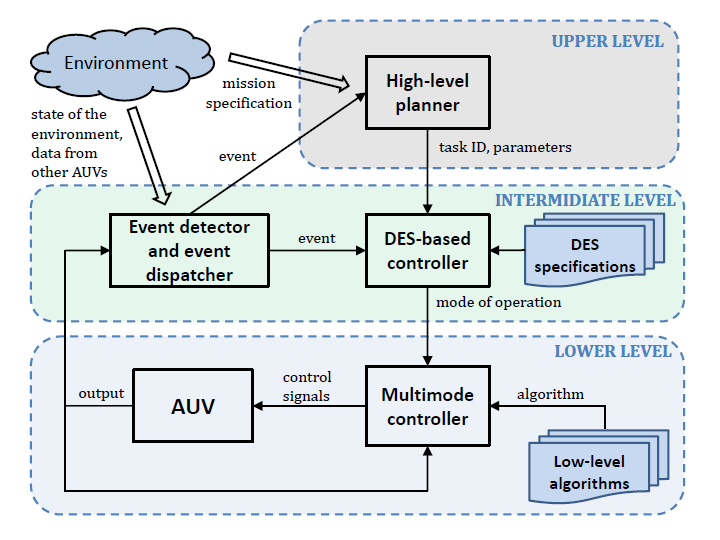 UPPER LEVEL
Environment
mission
specification
High-level
planner
state of the
environment,
data from
other AUVs
event
task ID, parameters
INTERMIDIATE LEVEL
Event detector
and event
dispatcher
event
DES-based
controller
DES
specifications
mode of operation
LOWER LEVEL
output
AUV
control
signals
Multimode
controller
algorithm
Low-level
algorithms